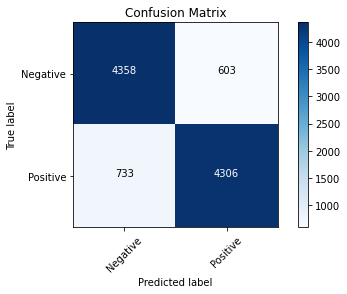 Confusion Matrix
True label
Negative
4358
603
Positive
733
4306
Negative
Positive
Predicted label
4000
3500
3000
2500
2000
1500
1000